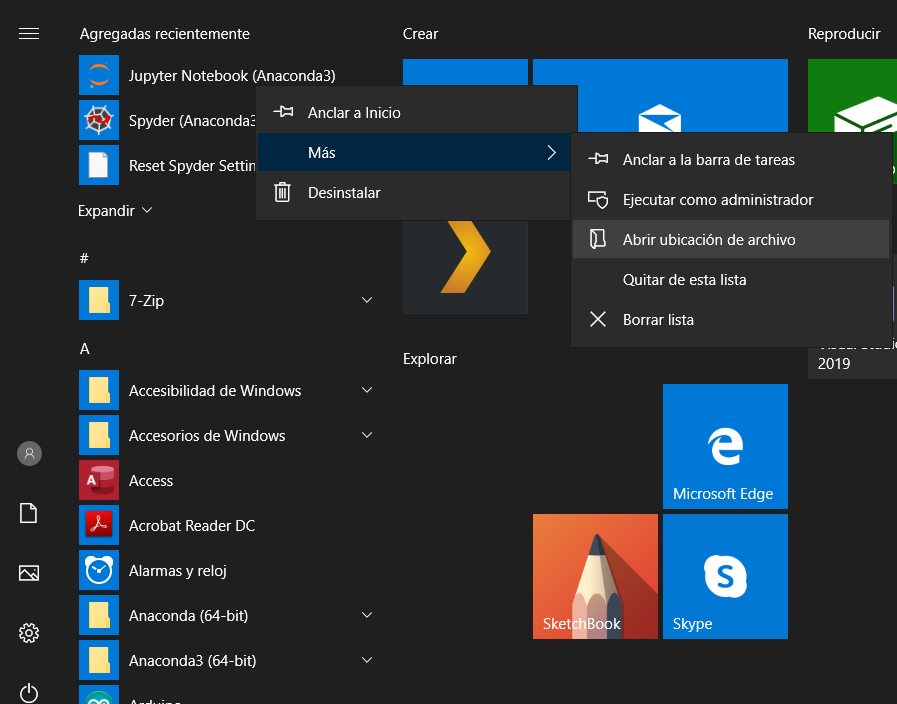 Agregadas recientemente
Jupyter Notebook (Anaconda3)
Spyder (Anaconda3
Reset Spyder Settin
Expandir
#
7-Zip
A
Accesibilidad de Windows
Accesorios de Windows
Access
Acrobat Reader DC
Alarmas y reloj
Anaconda (64-bit)
Anaconda3 (64-bit)
Arduino
Anclar a Inicio
Más
Desinstalar
Anclar a la barra de tareas
Ejecutar como administrador
Abrir ubicación de archivo
Quitar de esta lista
Borrar lista
Crear
Explorar
Microsoft Edge
SketchBook
Skype
Reproducir
Visual Studio
2019